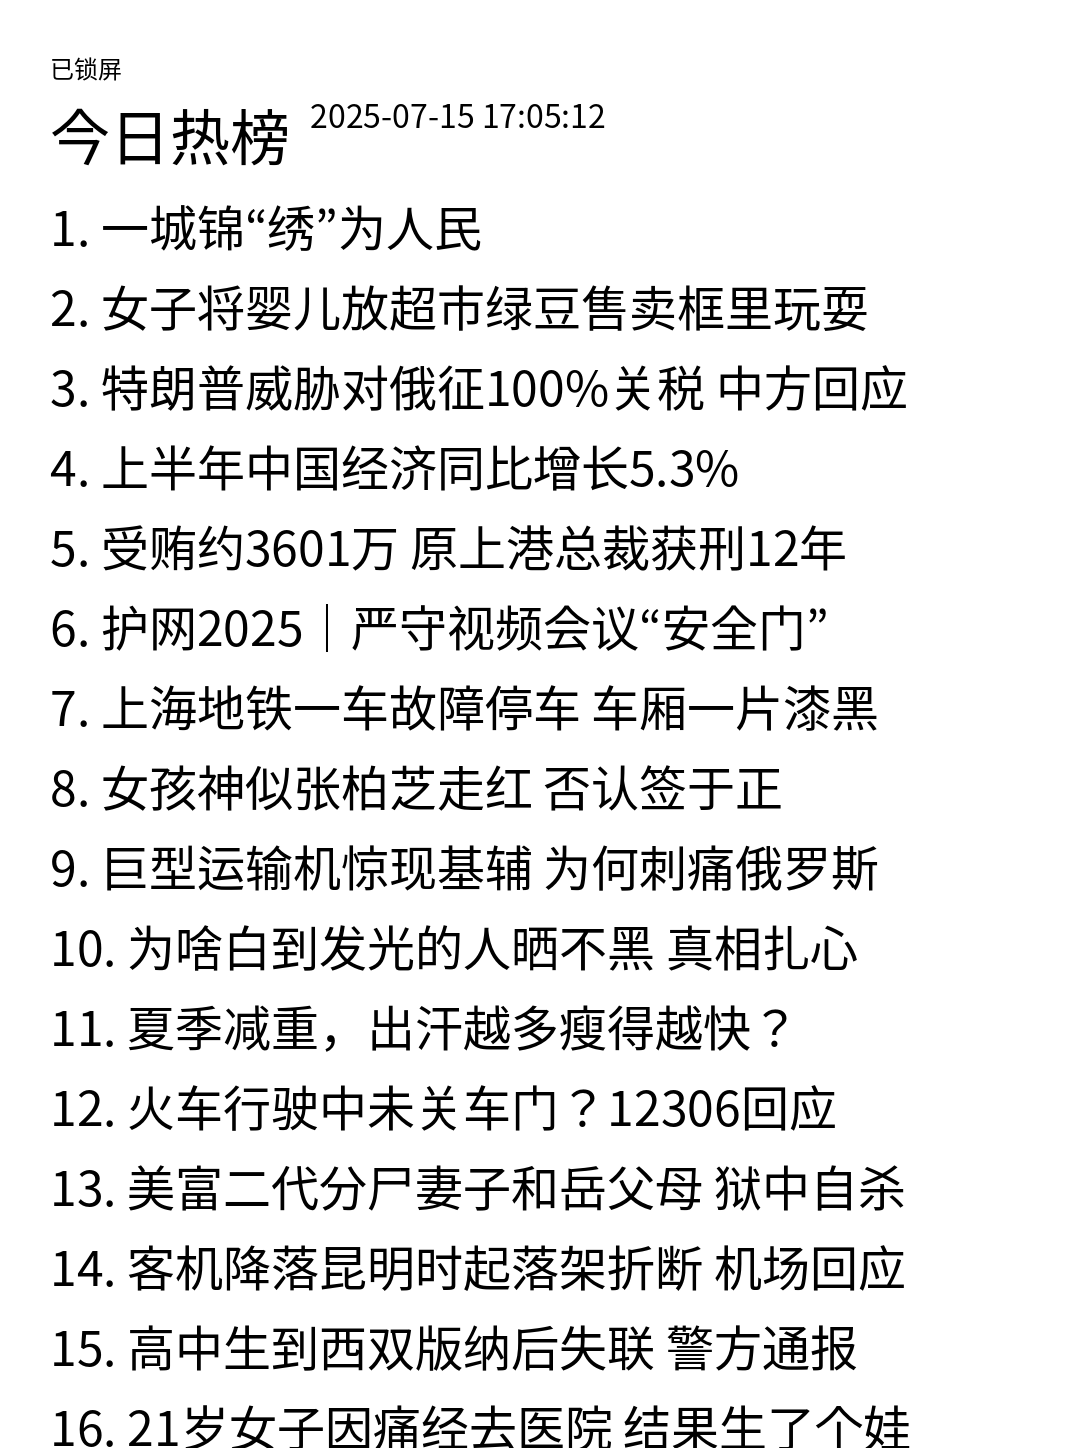 已锁屏
今日热榜 2025-07-15 17:05:12
1. 一城锦“绣”为人民
2. 女子将婴儿放超市绿豆售卖框里玩耍
3. 特朗普威胁对俄征100%关税 中方回应
4. 上半年中国经济同比增长5.3%
5. 受贿约3601万 原上港总裁获刑12年
6. 护网2025｜严守视频会议“安全门”
7. 上海地铁一车故障停车 车厢一片漆黑
8. 女孩神似张柏芝走红 否认签于正
9. 巨型运输机惊现基辅 为何刺痛俄罗斯
10. 为啥白到发光的人晒不黑 真相扎心
11. 夏季减重，出汗越多瘦得越快？
12. 火车行驶中未关车门？12306回应
13. 美富二代分尸妻子和岳父母 狱中自杀
14. 客机降落昆明时起落架折断 机场回应
15. 高中生到西双版纳后失联 警方通报
16. 21岁女子因痛经去医院 结果生了个娃